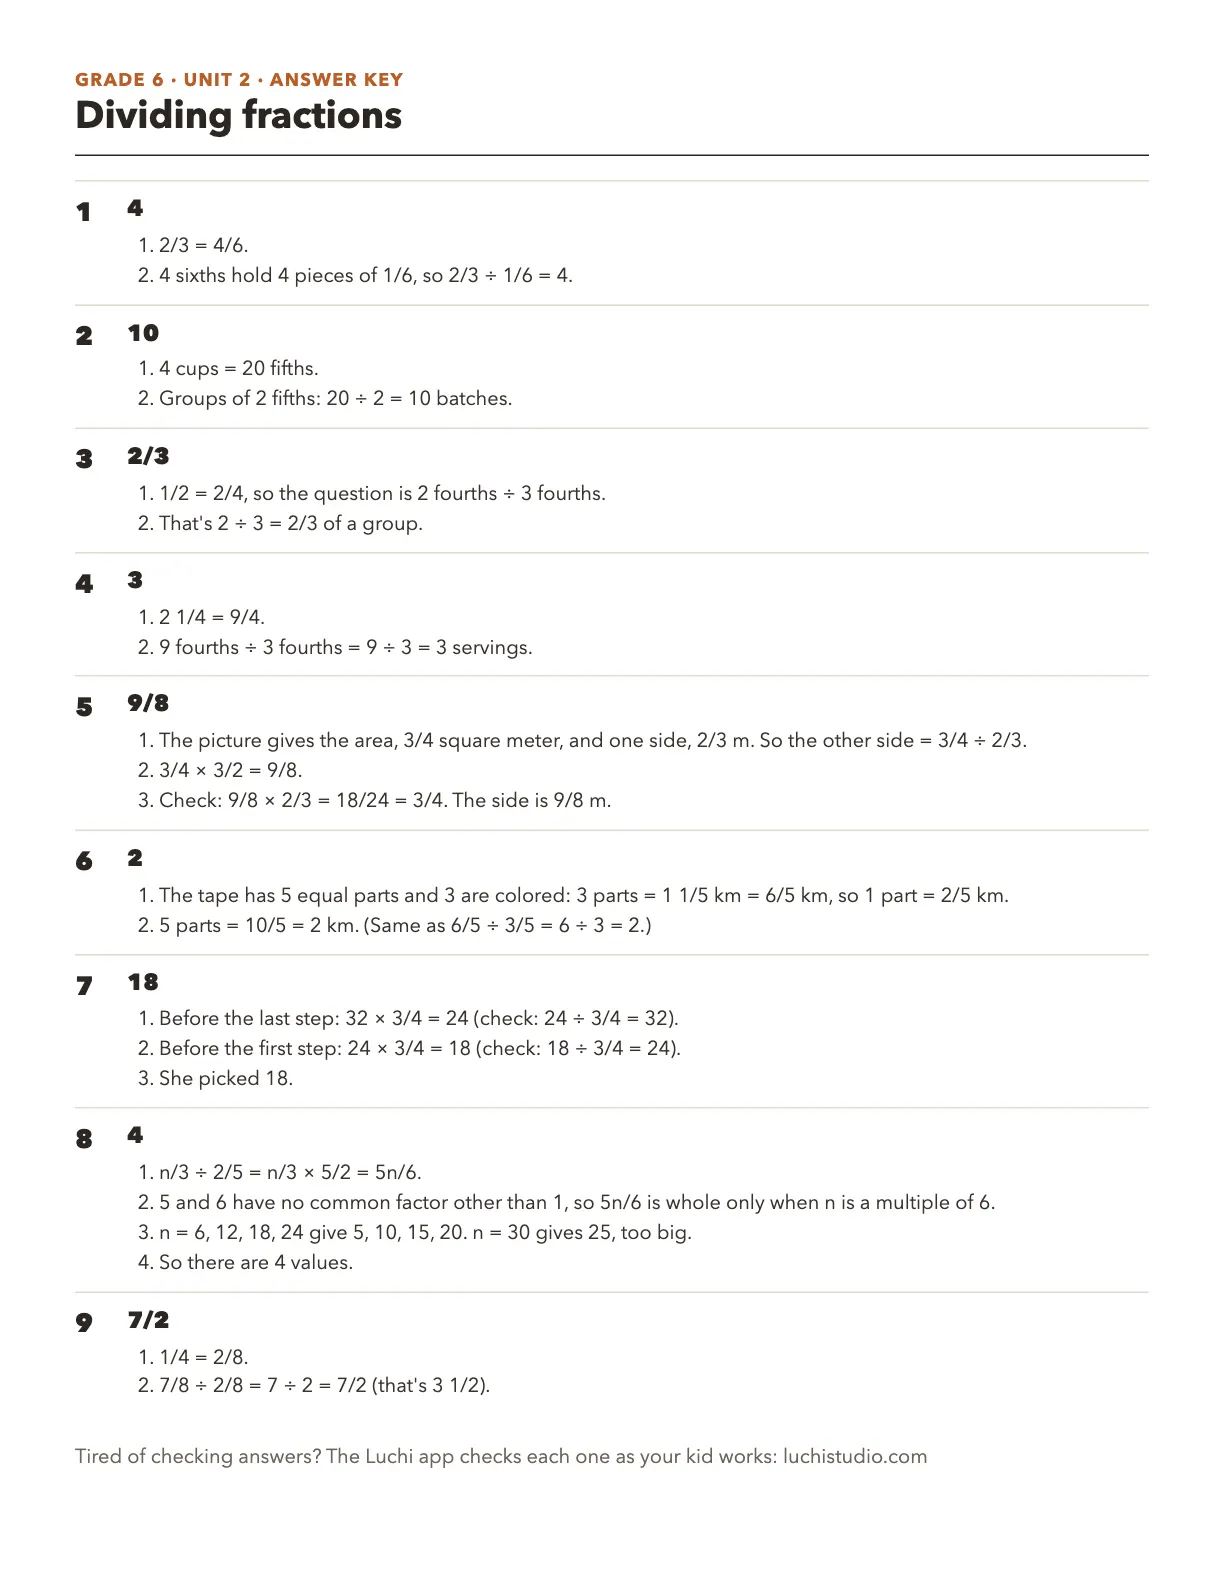 GRADE 6 · UNIT 2 · ANSWER KEY
Dividing fractions
1 4
1. 2/3 = 4/6.
2. 4 sixths hold 4 pieces of 1/6, so 2/3 ÷ 1/6 = 4.
2 10
1. 4 cups = 20 fifths.
2. Groups of 2 fifths: 20 ÷ 2 = 10 batches.
3 2/3
1. 1/2 = 2/4, so the question is 2 fourths ÷ 3 fourths.
2. That's 2 ÷ 3 = 2/3 of a group.
4 3
1. 2 1/4 = 9/4.
2. 9 fourths ÷ 3 fourths = 9 ÷ 3 = 3 servings.
5 9/8
1. The picture gives the area, 3/4 square meter, and one side, 2/3 m. So the other side = 3/4 ÷ 2/3.
2. 3/4 × 3/2 = 9/8.
3. Check: 9/8 × 2/3 = 18/24 = 3/4. The side is 9/8 m.
6 2
1. The tape has 5 equal parts and 3 are colored: 3 parts = 1 1/5 km = 6/5 km, so 1 part = 2/5 km.
2. 5 parts = 10/5 = 2 km. (Same as 6/5 ÷ 3/5 = 6 ÷ 3 = 2.)
7 18
1. Before the last step: 32 × 3/4 = 24 (check: 24 ÷ 3/4 = 32).
2. Before the first step: 24 × 3/4 = 18 (check: 18 ÷ 3/4 = 24).
3. She picked 18.
8 4
1. n/3 ÷ 2/5 = n/3 × 5/2 = 5n/6.
2. 5 and 6 have no common factor other than 1, so 5n/6 is whole only when n is a multiple of 6.
3. n = 6, 12, 18, 24 give 5, 10, 15, 20. n = 30 gives 25, too big.
4. So there are 4 values.
9 7/2
1. 1/4 = 2/8.
2. 7/8 ÷ 2/8 = 7 ÷ 2 = 7/2 (that's 3 1/2).
Tired of checking answers? The Luchi app checks each one as your kid works: luchistudio.com